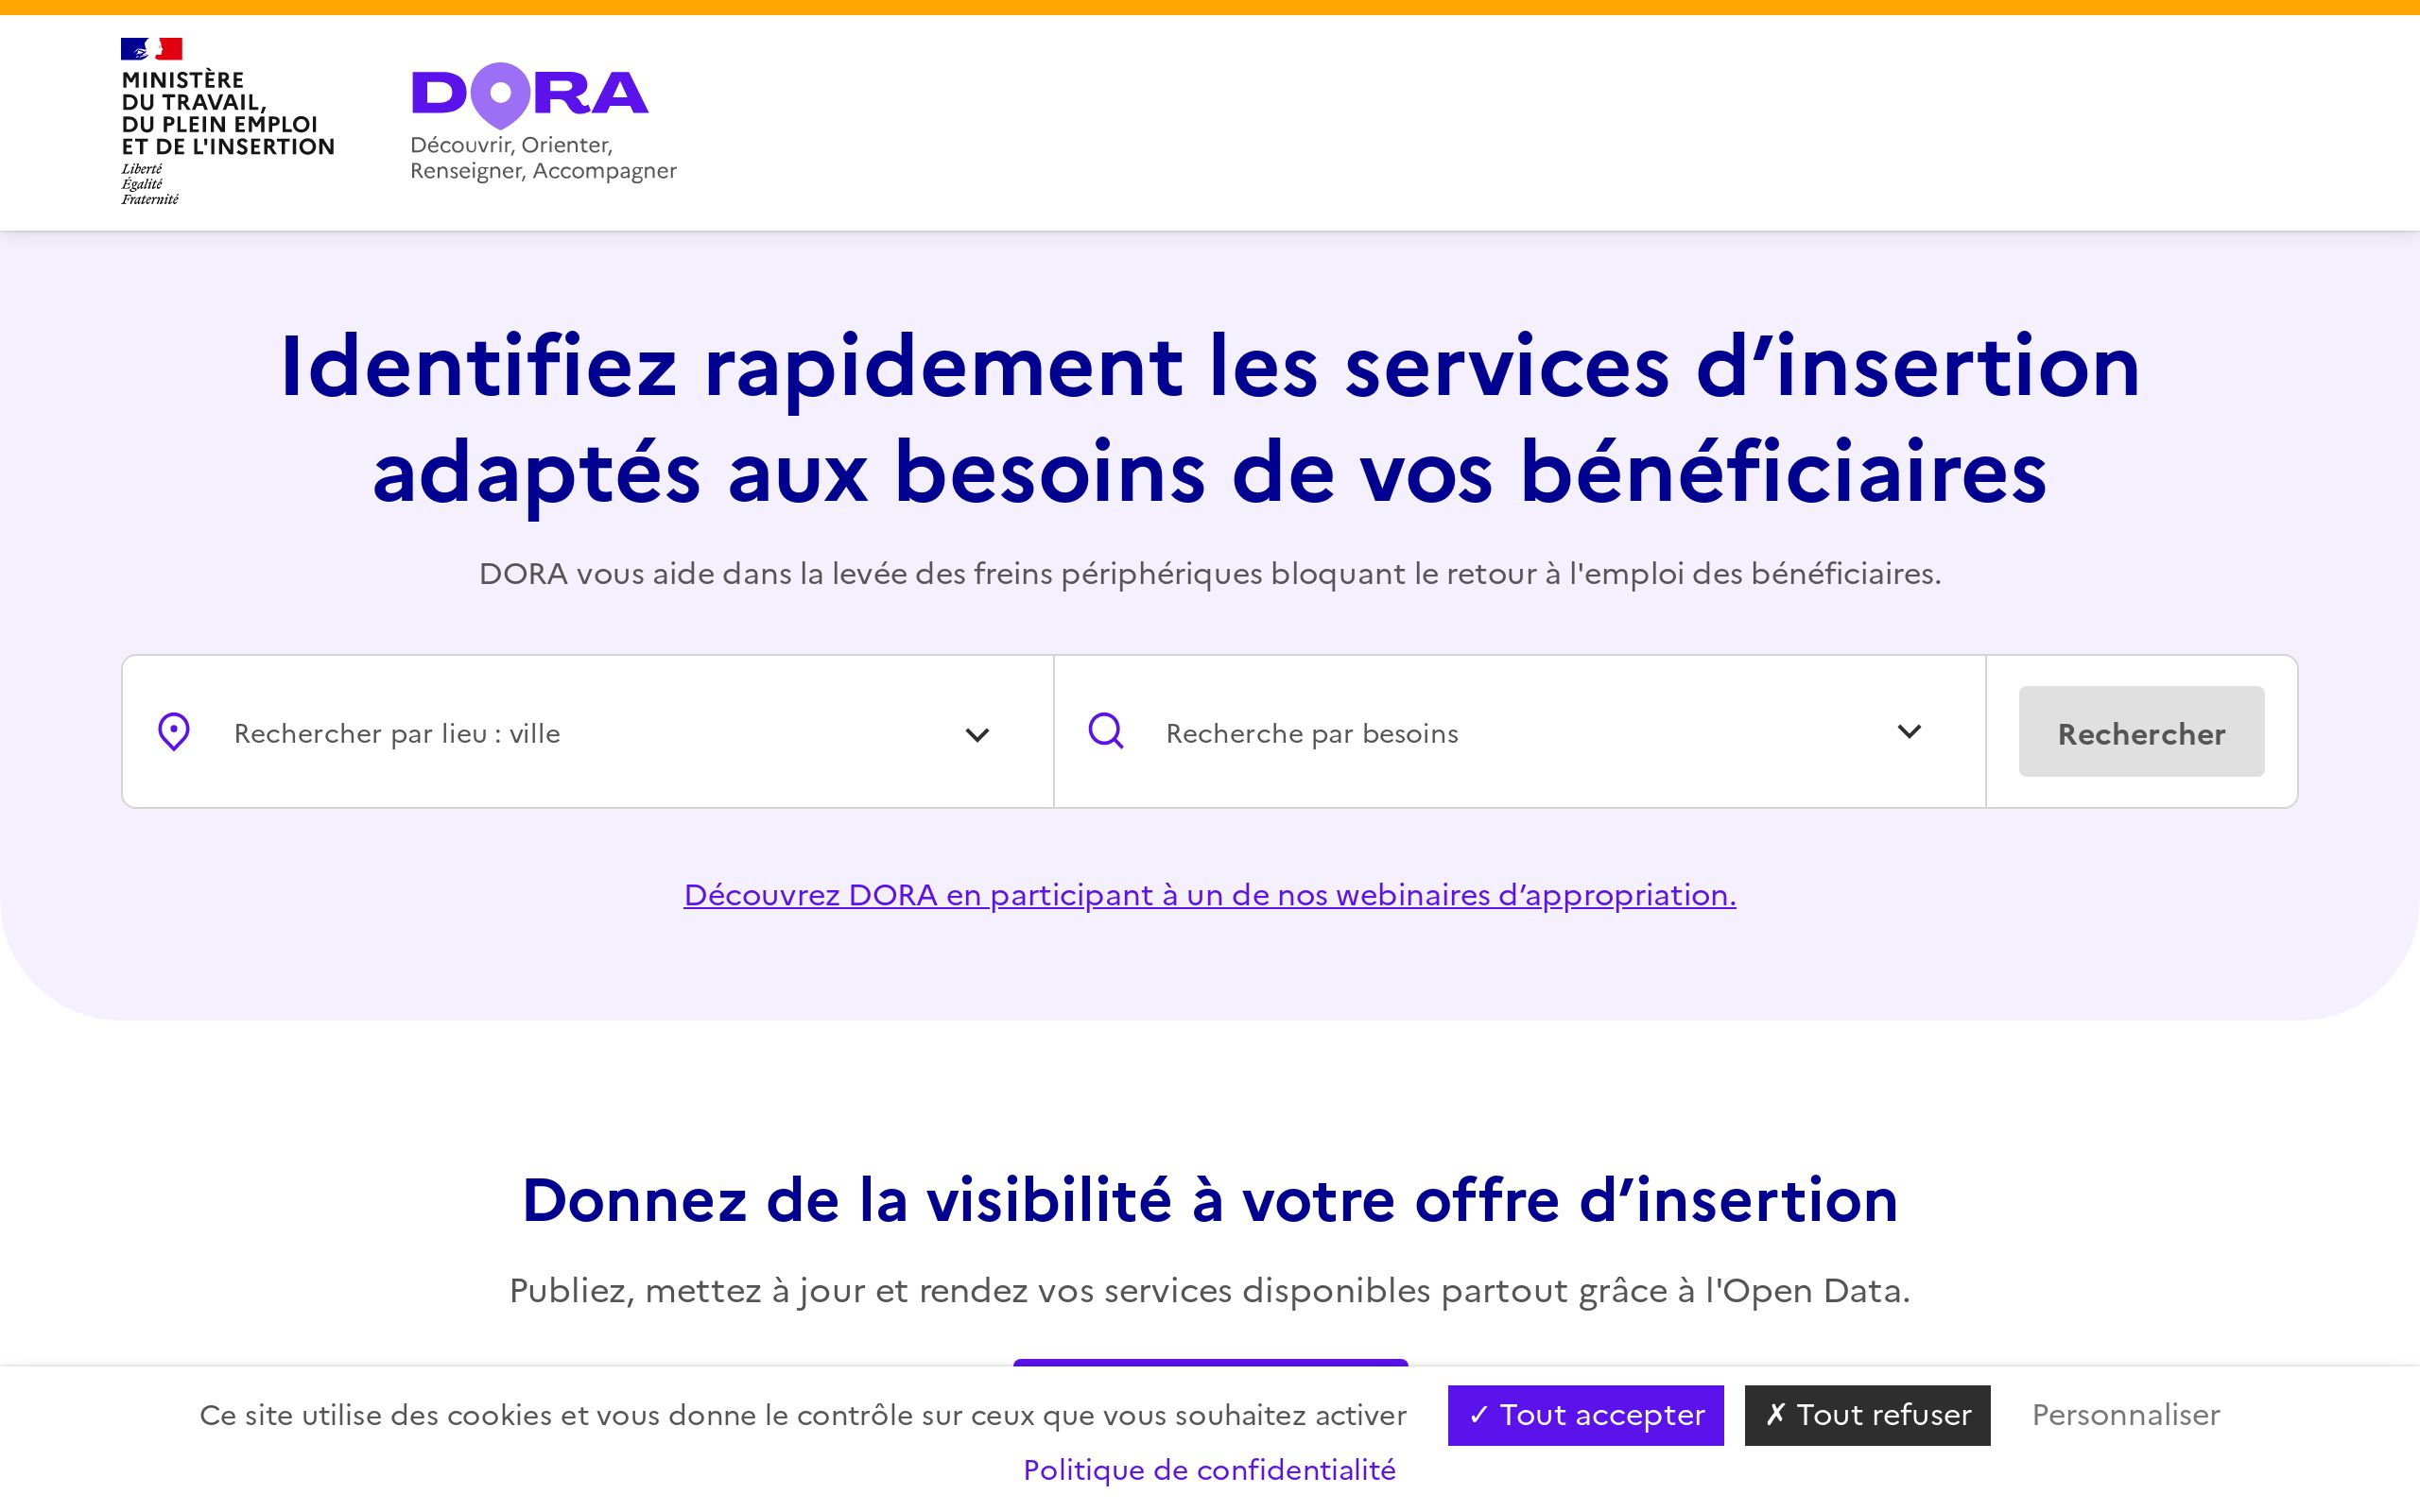 MINISTÈRE
DU TRAVAIL,
DU PLEIN EMPLOI
ET DE L'INSERTION
Liberté
Égalité
Fraternité
DORA
Découvrir, Orienter,
Renseigner, Accompagner
Identifiez rapidement les services d’insertion
adaptés aux besoins de vos bénéficiaires
DORA vous aide dans la levée des freins périphériques bloquant le retour à l'emploi des bénéficiaires.
Rechercher par lieu : ville
Recherche par besoins
Rechercher
Découvrez DORA en participant à un de nos webinaires d’appropriation.
Donnez de la visibilité à votre offre d’insertion
Publiez, mettez à jour et rendez vos services disponibles partout grâce à l'Open Data.
Ce site utilise des cookies et vous donne le contrôle sur ceux que vous souhaitez activer
✓ Tout accepter
✗ Tout refuser
Personnaliser
Politique de confidentialité